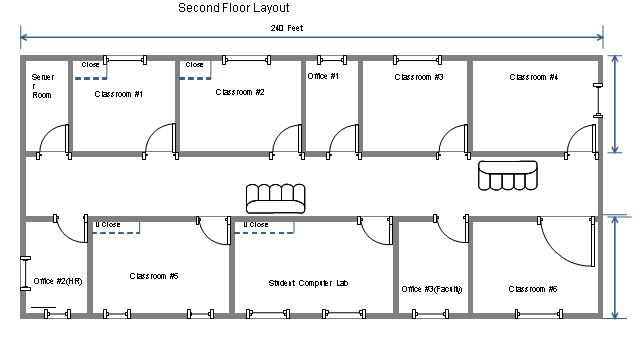 Second Floor Layout
240 Feet
Close
Close
Server
Room
Office #1
Classroom #3
Classroom #4
Classroom #1
Classroom #2
U Close
U Close
Office #2(HR)
Classroom #5
Student Computer Lab
Office #3(Faculty)
Classroom #6